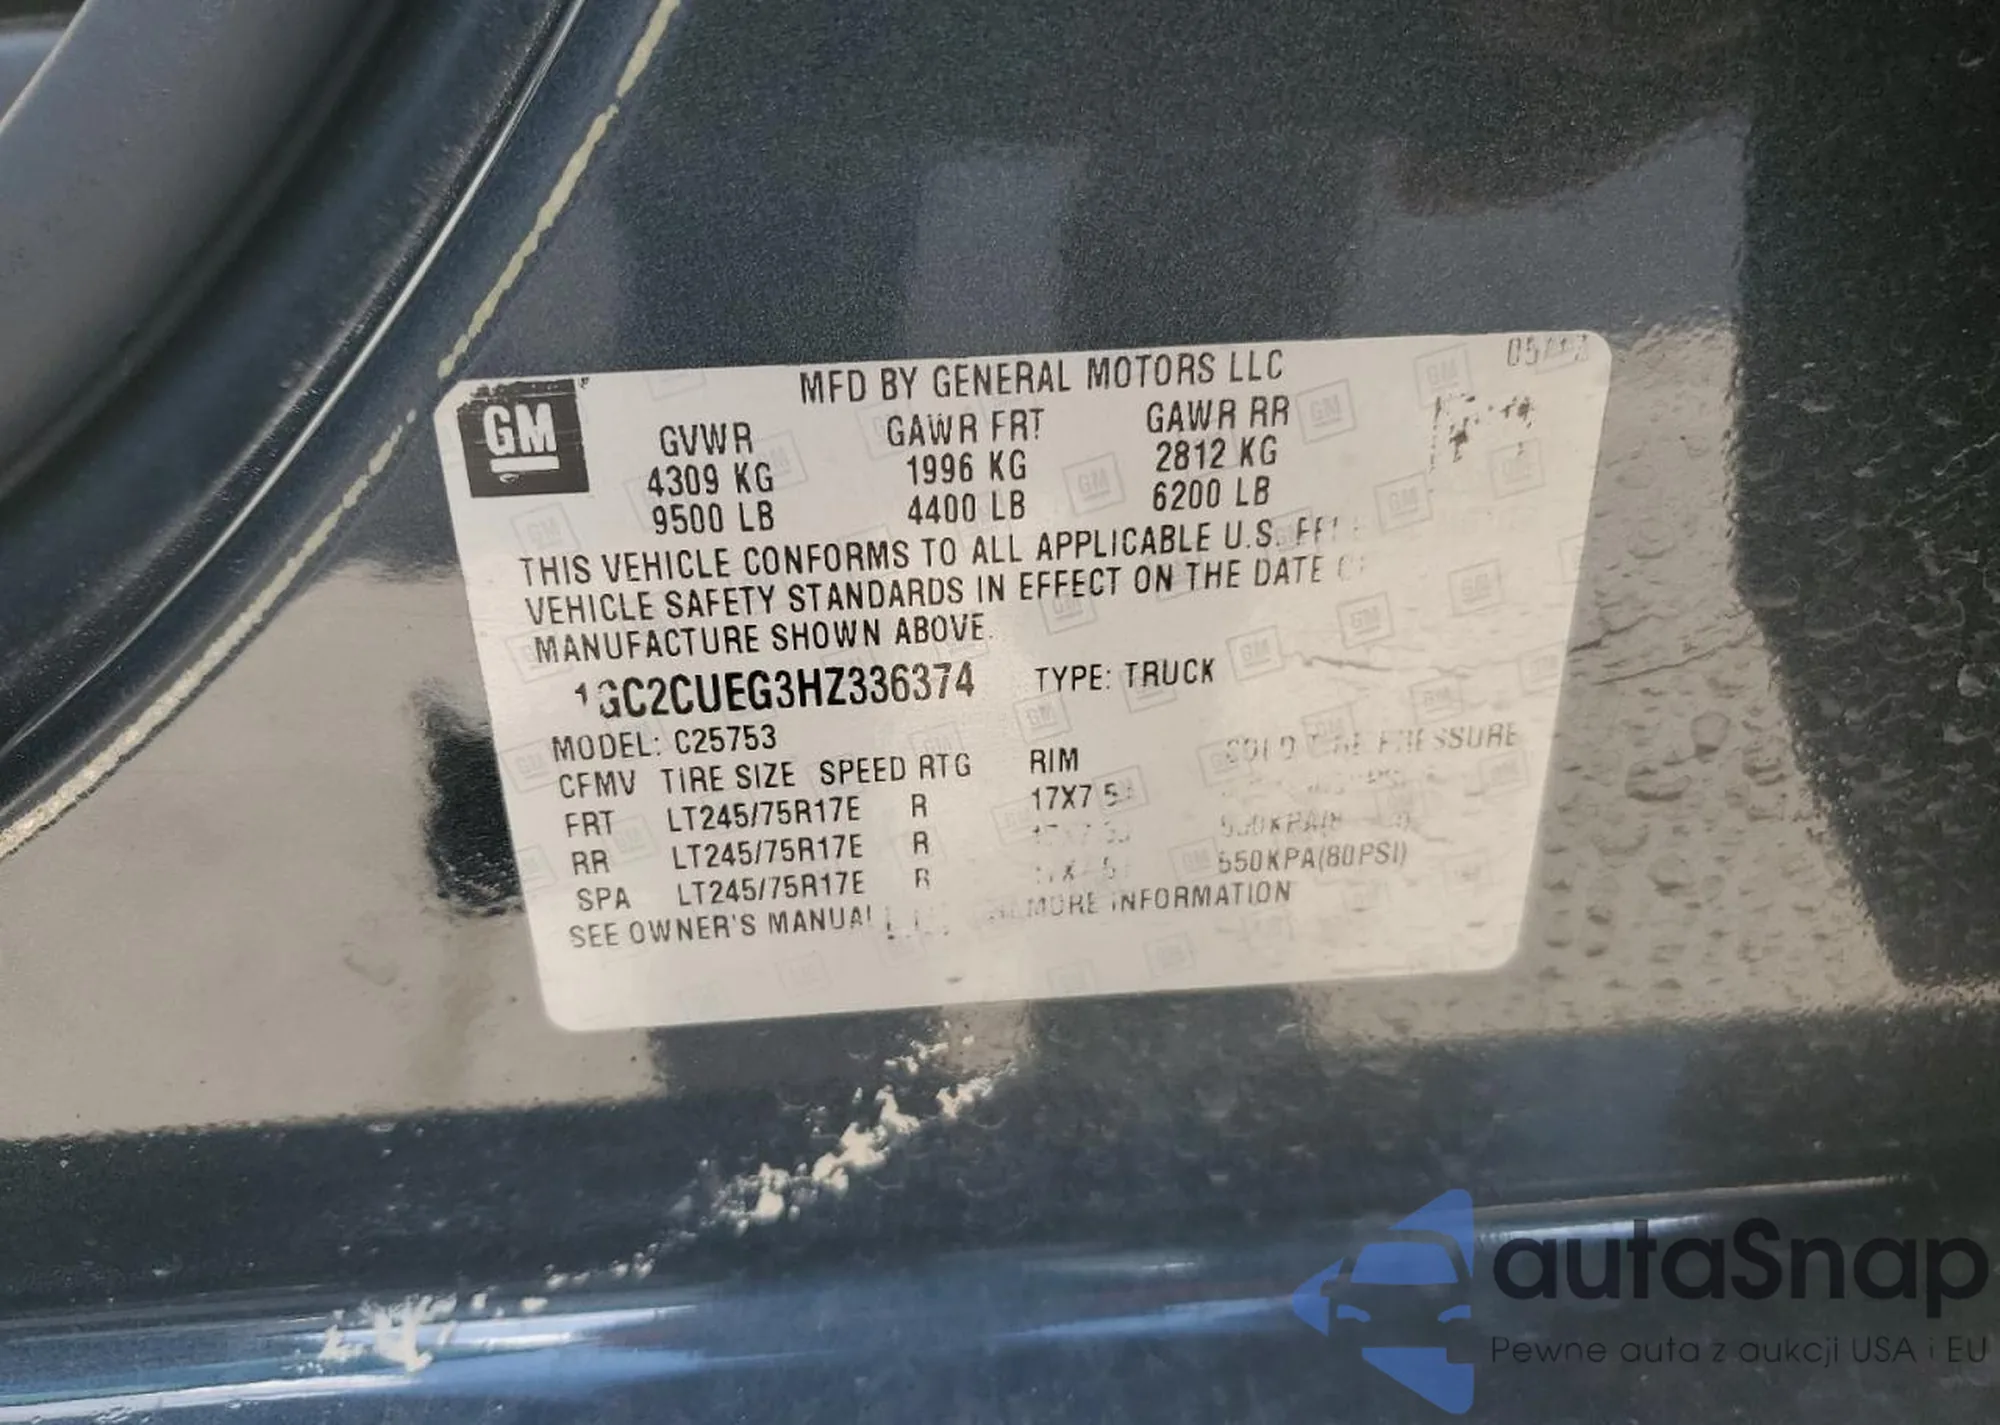 MFD BY GENERAL MOTORS LLC
GM
GVWR GAWR FRT GAWR RR
4309 KG 1996 KG 2812 KG
9500 LB 4400 LB 6200 LB
THIS VEHICLE CONFORMS TO ALL APPLICABLE U.S.
VEHICLE SAFETY STANDARDS IN EFFECT ON THE DATE
MANUFACTURE SHOWN ABOVE.
1GC2CUEG3HZ336374 TYPE: TRUCK
MODEL: C25753
CFMV TIRE SIZE SPEED RTG RIM PRESSURE
FRT LT245/75R17E R
RR LT245/75R17E R
SPA LT245/75R17E R 550KPA(80PSI)
SEE OWNER'S MANUAL MORE INFORMATION
autaSnap
Pewne auta z aukcji USA i EU